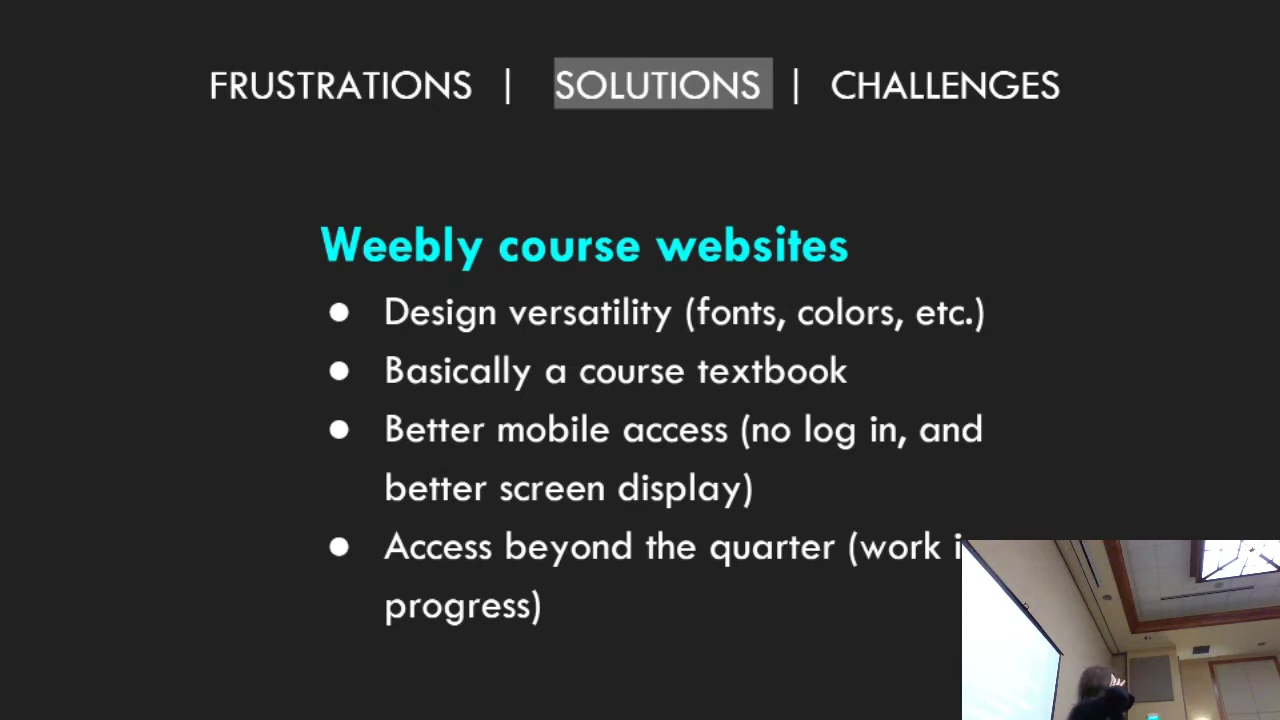 FRUSTRATIONS | SOLUTIONS | CHALLENGES
Weebly course websites
● Design versatility (fonts, colors, etc.)
● Basically a course textbook
● Better mobile access (no log in, and
better screen display)
● Access beyond the quarter (work i
progress)